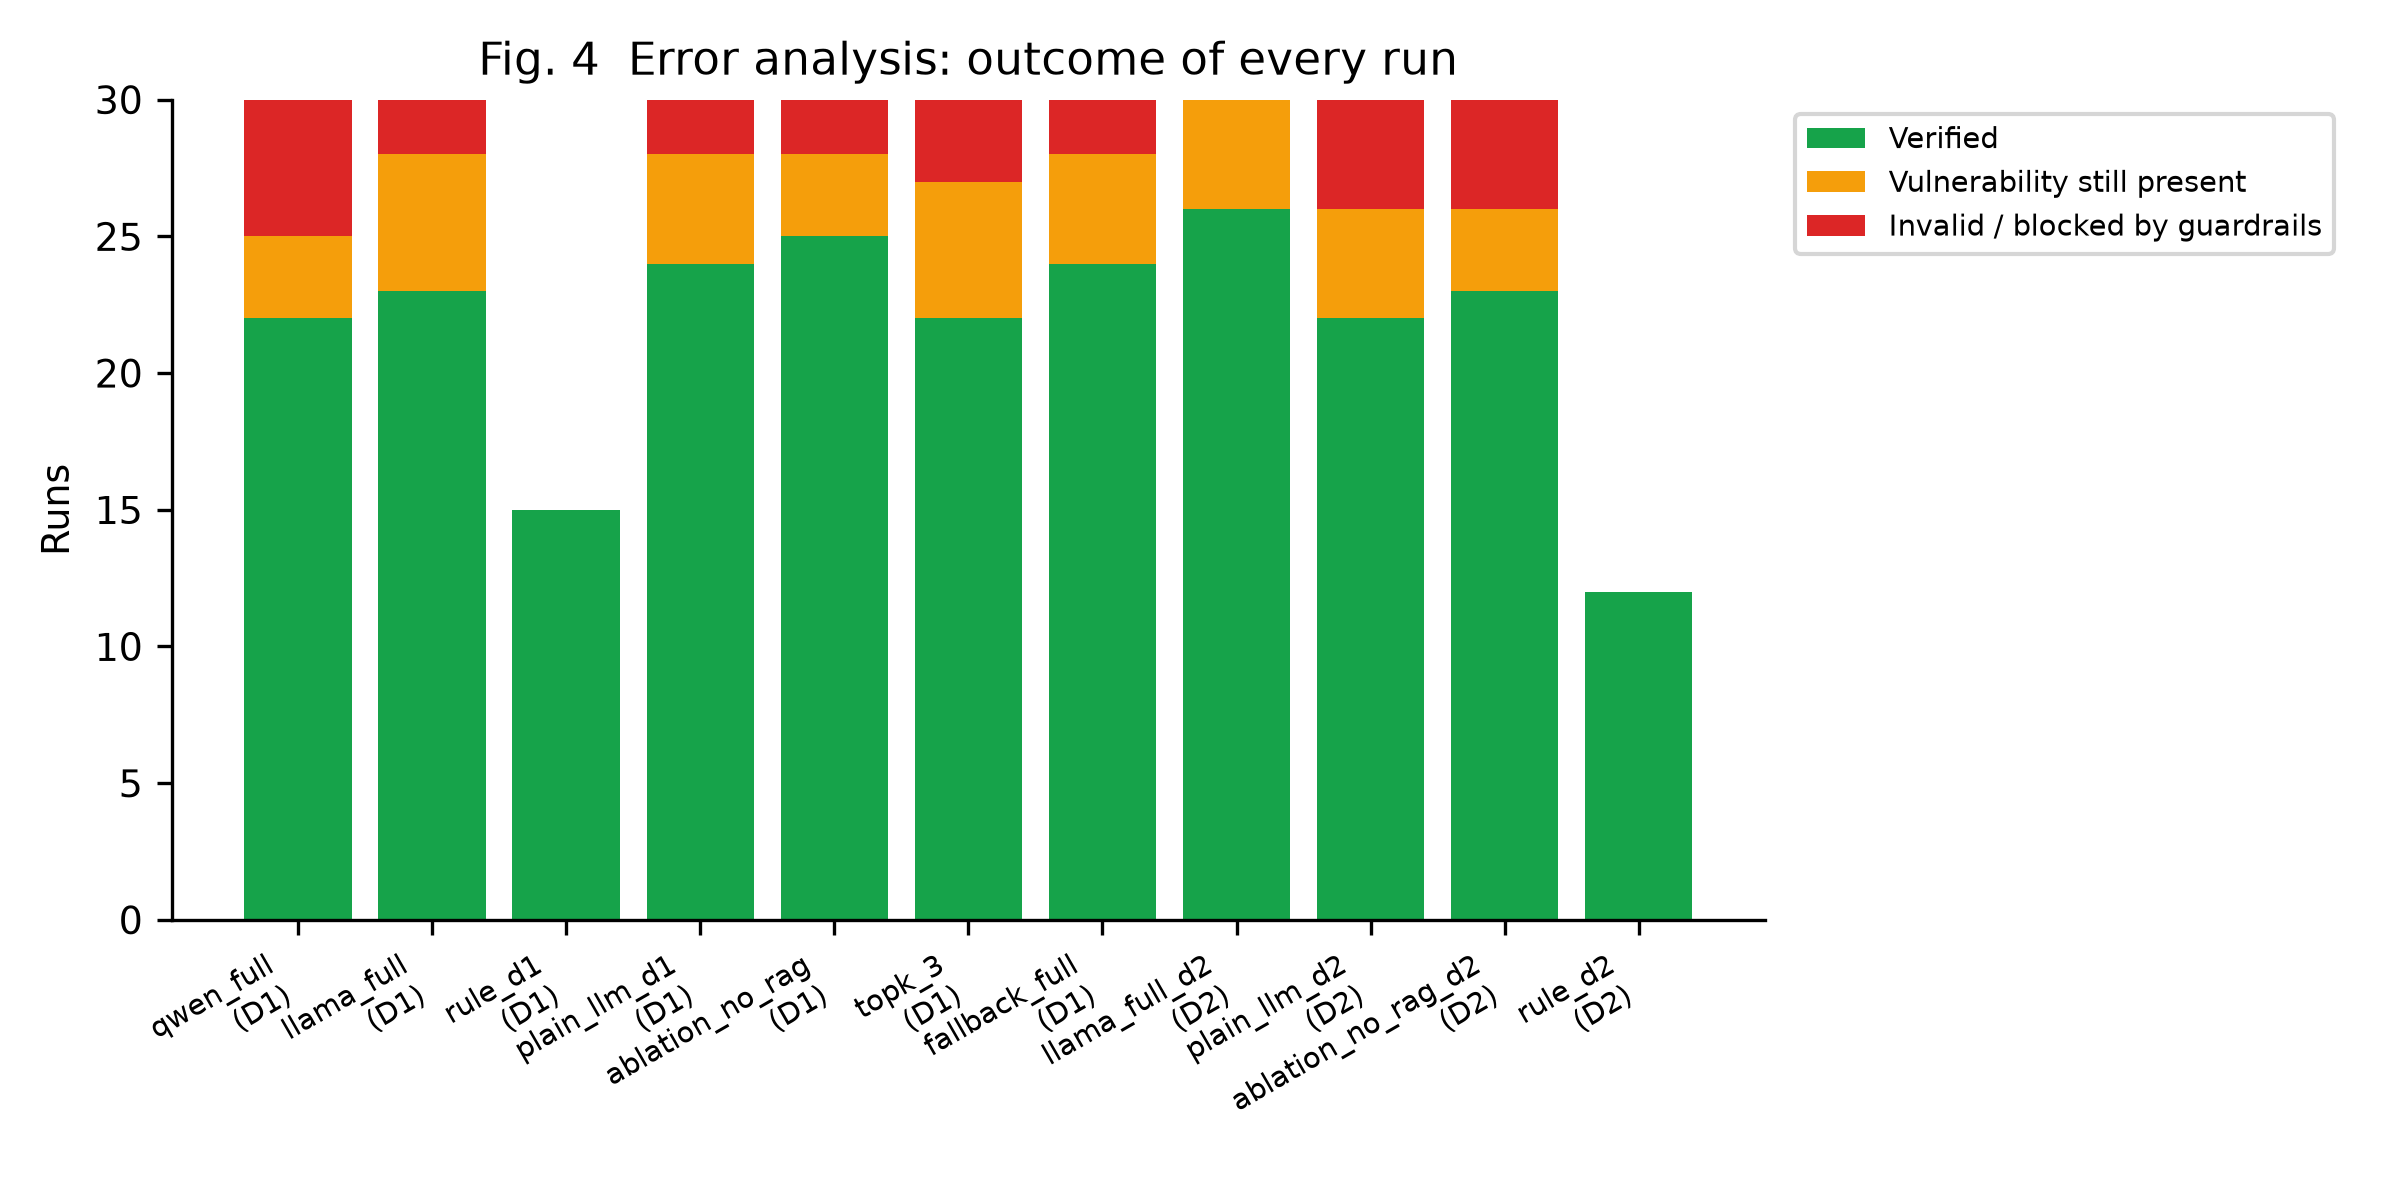 Fig. 4  Error analysis: outcome of every run
30
25
20
15
10
5
0
Runs
Verified
Vulnerability still present
Invalid / blocked by guardrails
qwen_full
(D1)
llama_full
(D1)
rule_d1
(D1)
plain_llm_d1
(D1)
ablation_no_rag
(D1)
topk_3
(D1)
fallback_full
(D1)
llama_full_d2
(D2)
plain_llm_d2
(D2)
ablation_no_rag_d2
(D2)
rule_d2
(D2)